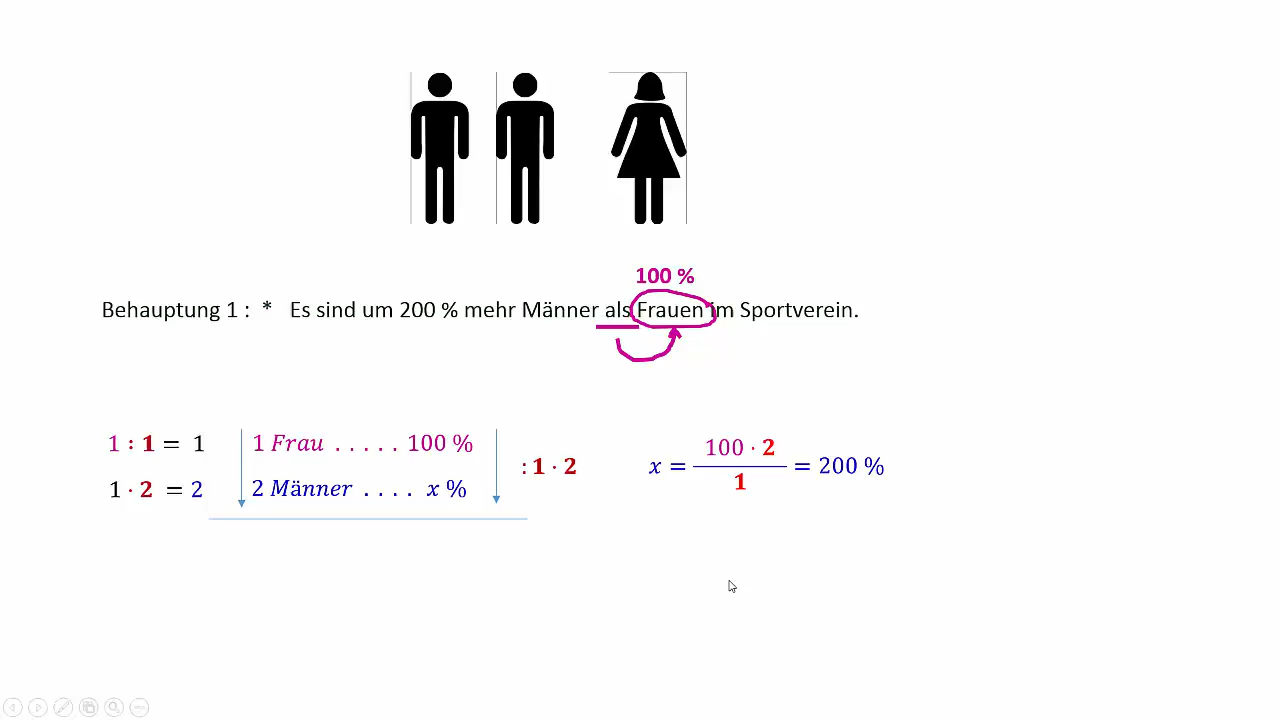 100 %
Behauptung 1 : * Es sind um 200 % mehr Männer als Frauen im Sportverein.
1 : 1 = 1 1 Frau . . . . . 100 %
1 · 2 = 2 2 Männer . . . . x %
: 1 · 2
x = 100 · 2 / 1 = 200 %